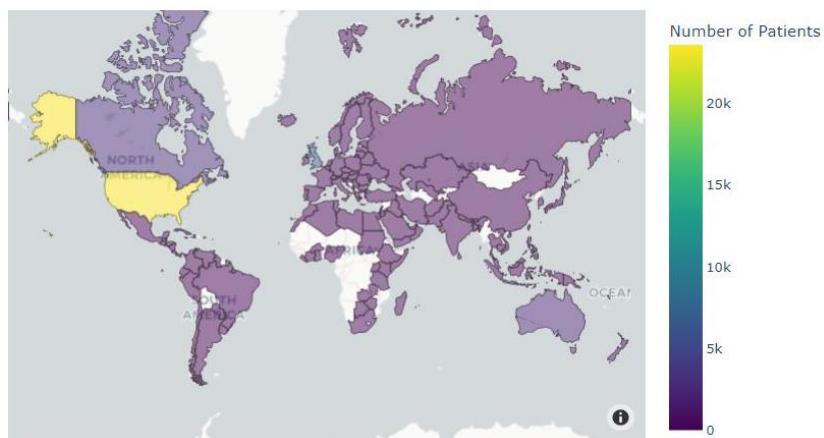 Number of Patients
20k
15k
10k
5k
0
NORTH
AMERICA
ASIA
AFRICA
SOUTH
AMERICA
OCEAN
i